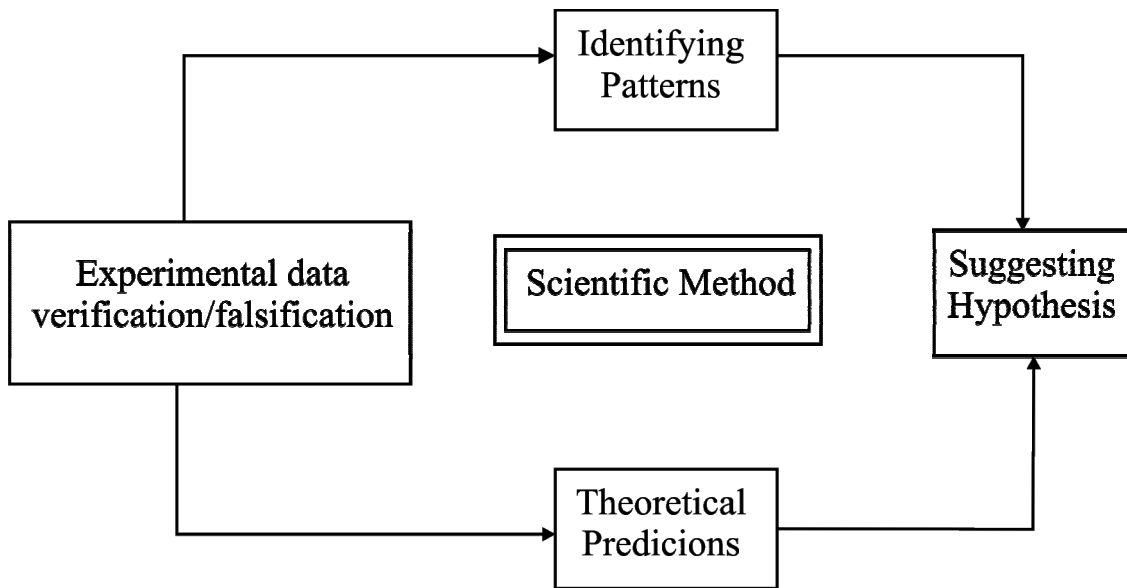 Identifying
Patterns
Experimental data
verification/falsification
Scientific Method
Suggesting
Hypothesis
Theoretical
Predicions